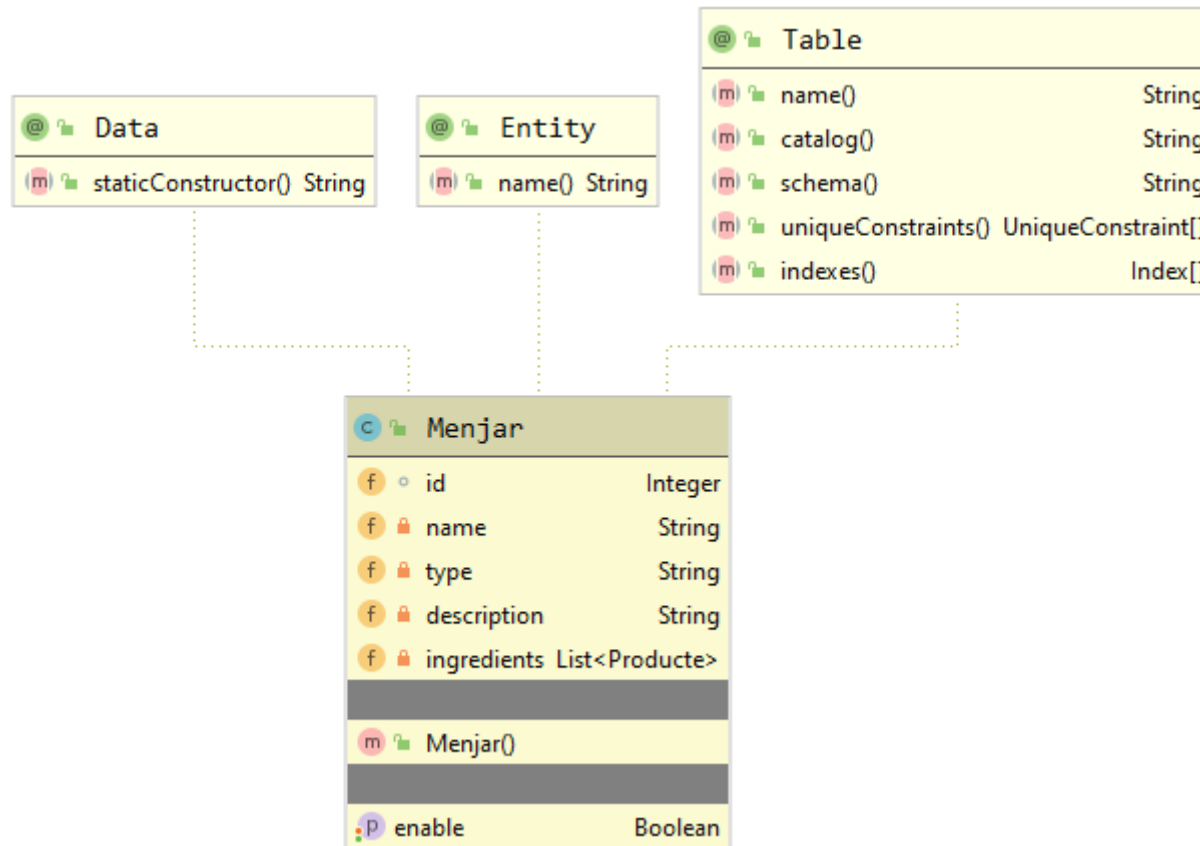 Table
name() String
catalog() String
schema() String
uniqueConstraints() UniqueConstraint[]
indexes() Index[]
Data
staticConstructor() String
Entity
name() String
Menjar
id Integer
name String
type String
description String
ingredients List<Producte>
Menjar()
enable Boolean